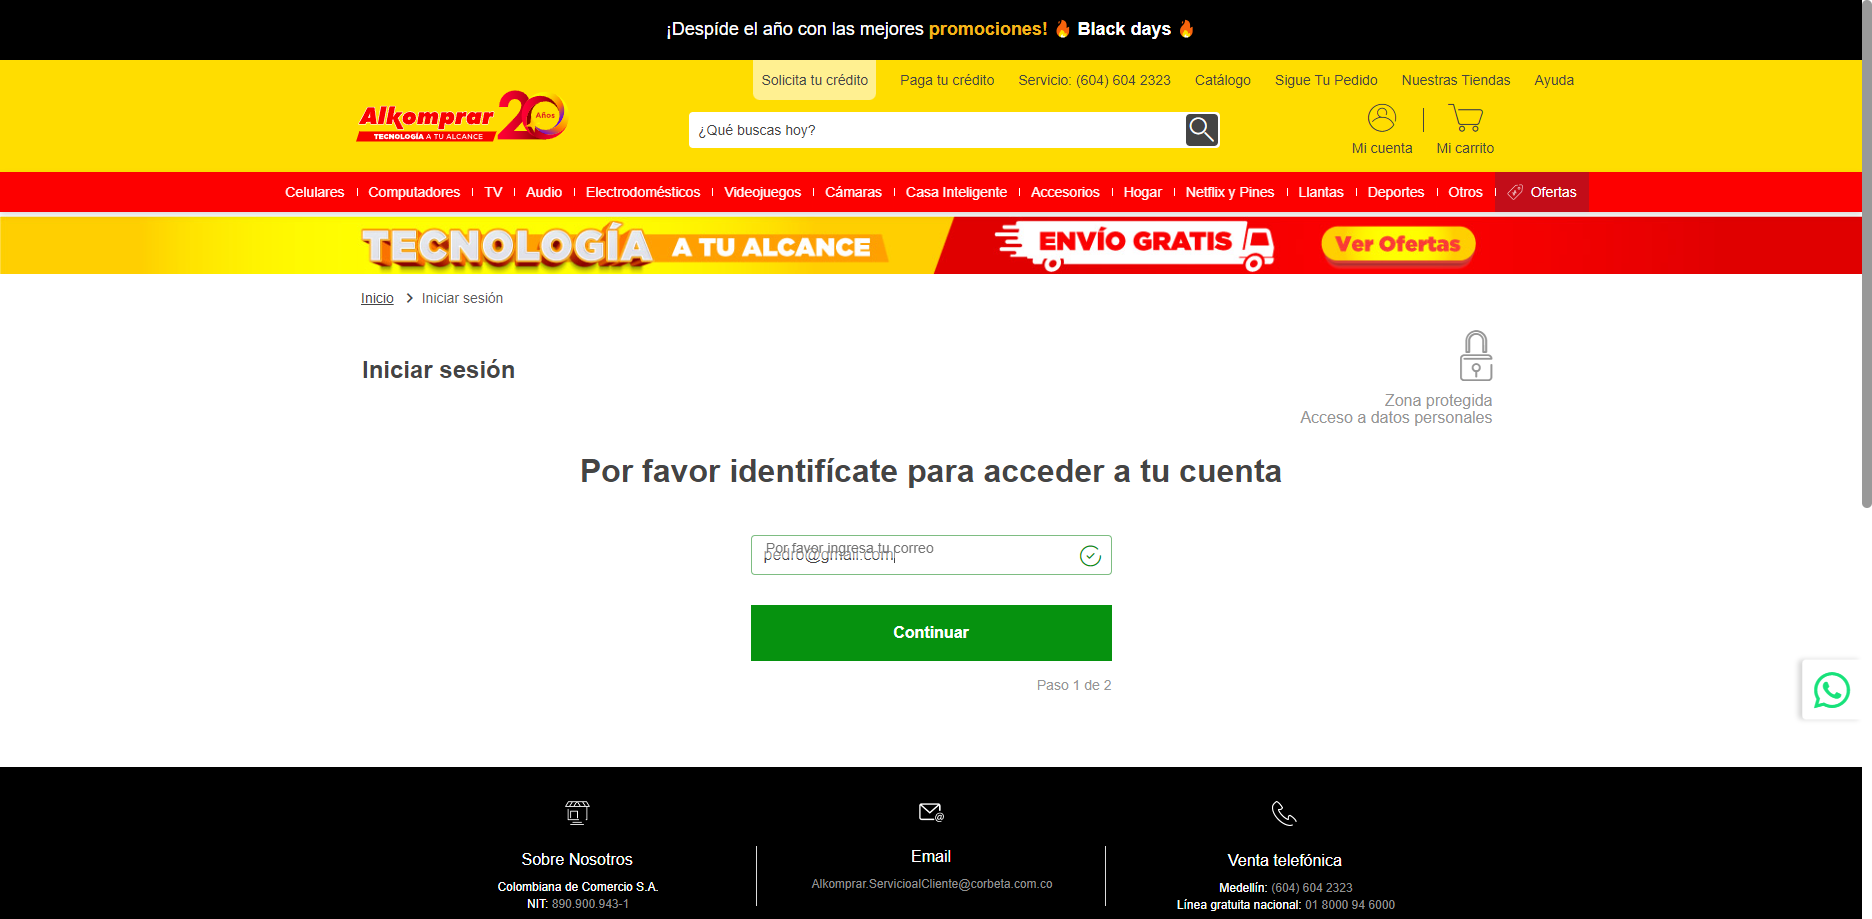 ¡Despíde el año con las mejores promociones! 🔥 Black days 🔥
Solicita tu crédito Paga tu crédito Servicio: (604) 604 2323 Catálogo Sigue Tu Pedido Nuestras Tiendas Ayuda
Alkomprar 20 Años
TECNOLOGÍA A TU ALCANCE
¿Qué buscas hoy?
Mi cuenta Mi carrito
Celulares Computadores TV Audio Electrodomésticos Videojuegos Cámaras Casa Inteligente Accesorios Hogar Netflix y Pines Llantas Deportes Otros Ofertas
TECNOLOGÍA A TU ALCANCE ENVÍO GRATIS Ver Ofertas
Inicio > Iniciar sesión
Iniciar sesión
Zona protegida
Acceso a datos personales
Por favor identifícate para acceder a tu cuenta
Por favor ingresa tu correo
pedro@gmail.com
Continuar
Paso 1 de 2
Sobre Nosotros
Colombiana de Comercio S.A.
NIT: 890.900.943-1
Email
Alkomprar.ServicioalCliente@corbeta.com.co
Venta telefónica
Medellín: (604) 604 2323
Línea gratuita nacional: 01 8000 94 6000